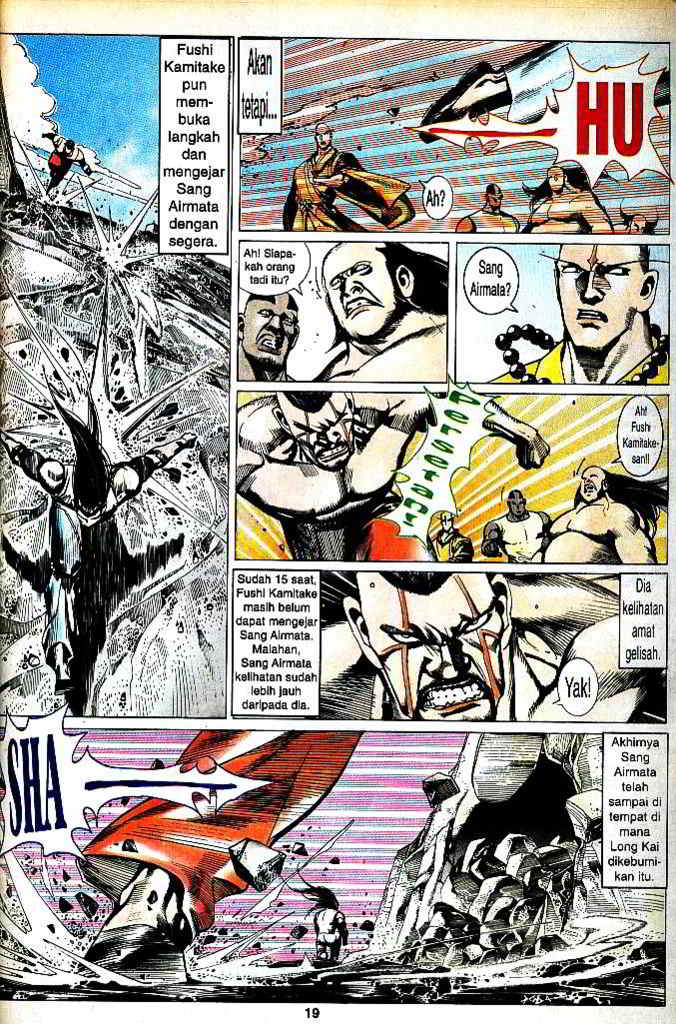 Fushi
Kamitake
pun
mem-
buka
langkah
dan
mengejar
Sang
Airmata
dengan
segera.
Akan
tetapi...
HU
Ah?
Ah! Siapa-
kah orang
tadi itu?
Sang
Airmata?
Persetan!
Ah!
Fushi
Kamitake-
san!!
Sudah 15 saat,
Fushi Kamitake
masih belum
dapat mengejar
Sang Airmata.
Malahan,
Sang Airmata
kelihatan sudah
lebih jauh
daripada dia.
Dia
kelihatan
amat
gelisah.
Yak!
SHA
Akhirnya
Sang
Airmata
telah
sampai di
tempat di
mana
Long Kai
dikebumi-
kan itu.
19